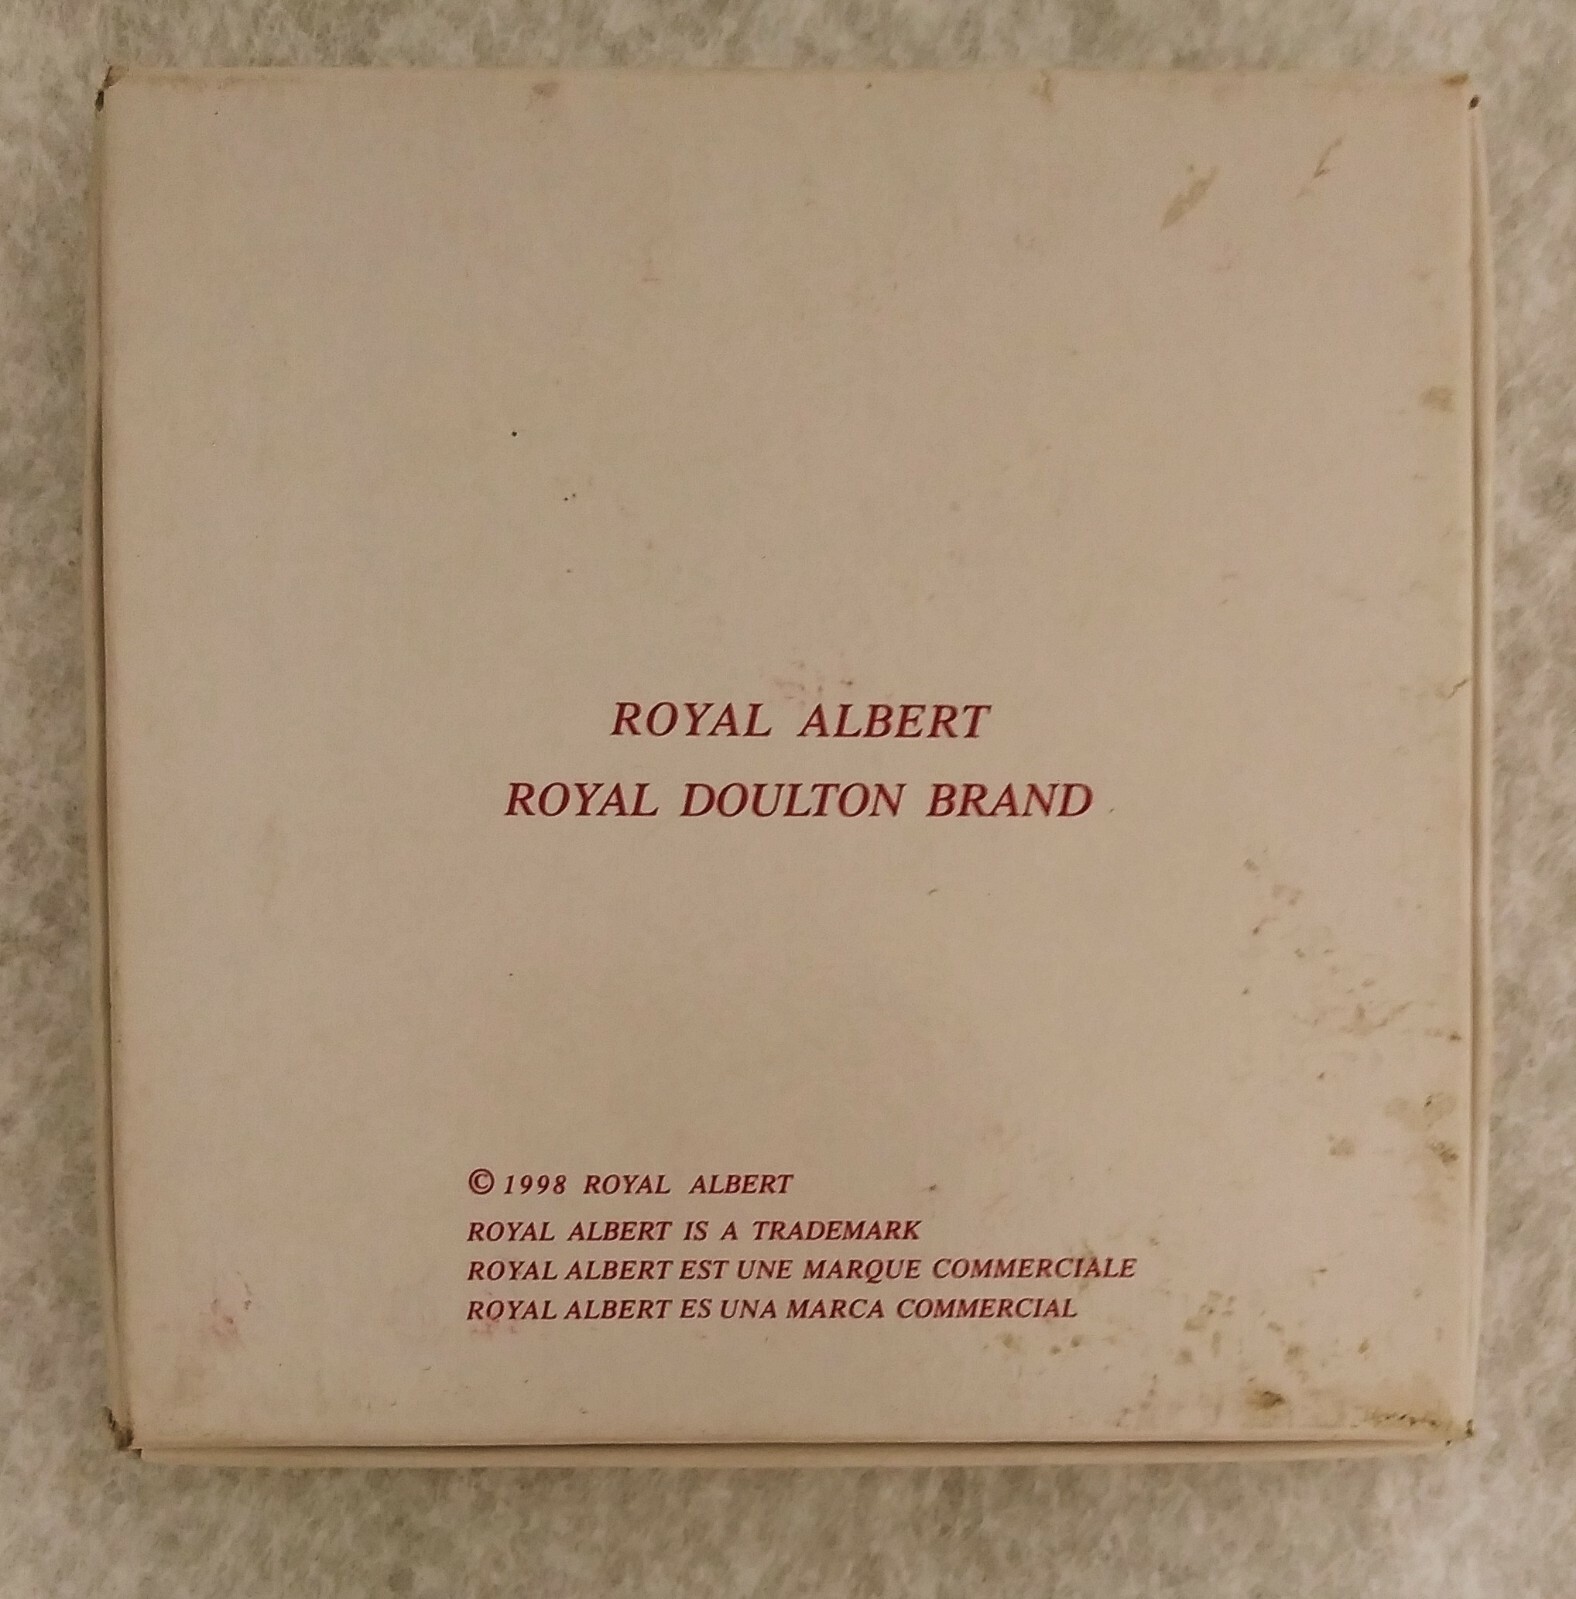 ROYAL ALBERT
ROYAL DOULTON BRAND
© 1998 ROYAL ALBERT
ROYAL ALBERT IS A TRADEMARK
ROYAL ALBERT EST UNE MARQUE COMMERCIALE
ROYAL ALBERT ES UNA MARCA COMMERCIAL